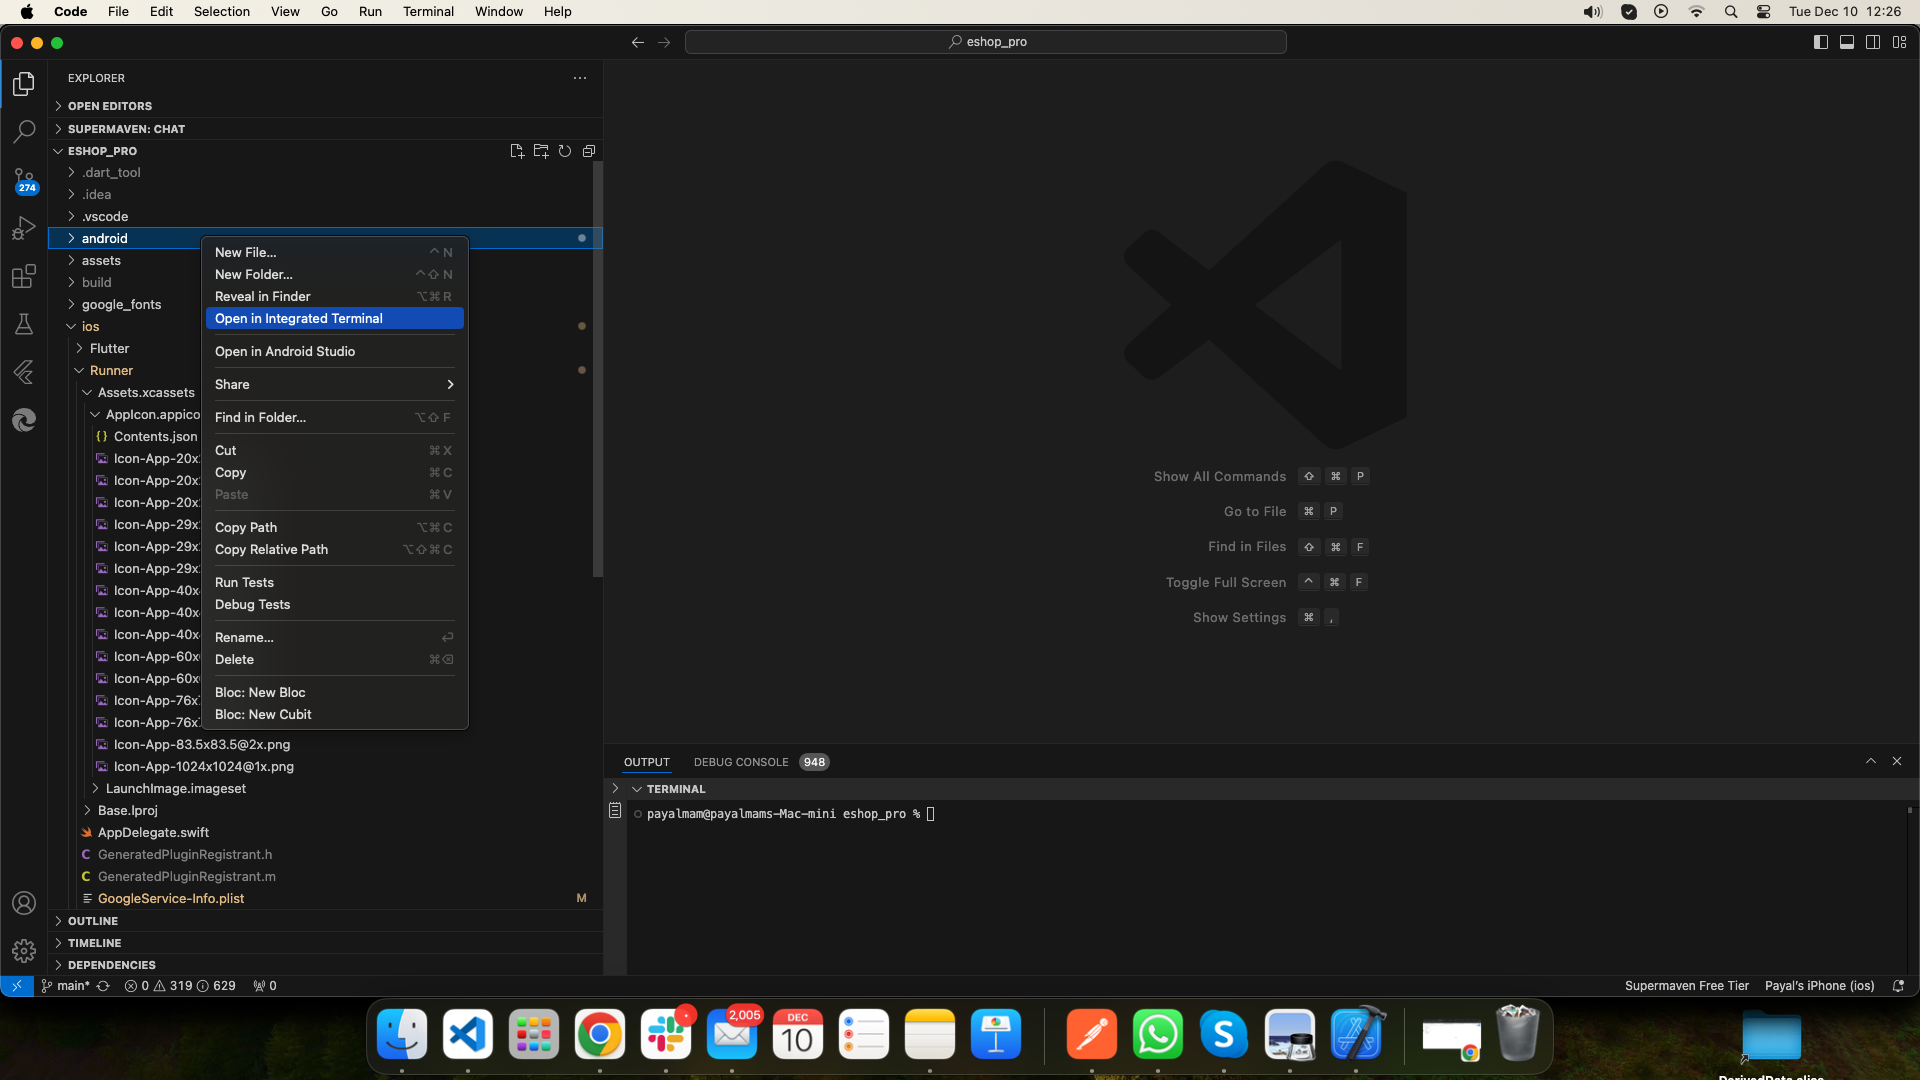 Code File Edit Selection View Go Run Terminal Window Help Tue Dec 10 12:26
eshop_pro
EXPLORER
OPEN EDITORS
SUPERMAVEN: CHAT
ESHOP_PRO
.dart_tool
.idea
.vscode
android
assets
build
google_fonts
ios
Flutter
Runner
Assets.xcassets
AppIcon.appico
Contents.json
Icon-App-20x
Icon-App-20x
Icon-App-20x
Icon-App-29x
Icon-App-29x
Icon-App-29x
Icon-App-40x
Icon-App-40x
Icon-App-40x
Icon-App-60x
Icon-App-60x
Icon-App-76x
Icon-App-76x
Icon-App-83.5x83.5@2x.png
Icon-App-1024x1024@1x.png
LaunchImage.imageset
Base.lproj
AppDelegate.swift
GeneratedPluginRegistrant.h
GeneratedPluginRegistrant.m
GoogleService-Info.plist M
OUTLINE
TIMELINE
DEPENDENCIES
274
New File... ⌃ N
New Folder... ⌃⇧ N
Reveal in Finder ⌥⌘ R
Open in Integrated Terminal
Open in Android Studio
Share
Find in Folder... ⌥⇧ F
Cut ⌘ X
Copy ⌘ C
Paste ⌘ V
Copy Path ⌥⌘ C
Copy Relative Path ⌥⇧⌘ C
Run Tests
Debug Tests
Rename... ⏎
Delete ⌘⌫
Bloc: New Bloc
Bloc: New Cubit
Show All Commands ⇧ ⌘ P
Go to File ⌘ P
Find in Files ⇧ ⌘ F
Toggle Full Screen ⌃ ⌘ F
Show Settings ⌘ ,
OUTPUT DEBUG CONSOLE 948
TERMINAL
payalmam@payalmams-Mac-mini eshop_pro %
main* 0 319 629 0 Supermaven Free Tier Payal's iPhone (ios)
2,005
DEC
10